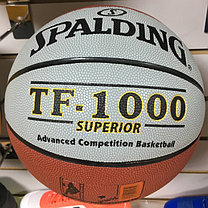 SPALDING
TF-1000
SUPERIOR
Advanced Competition Basketball